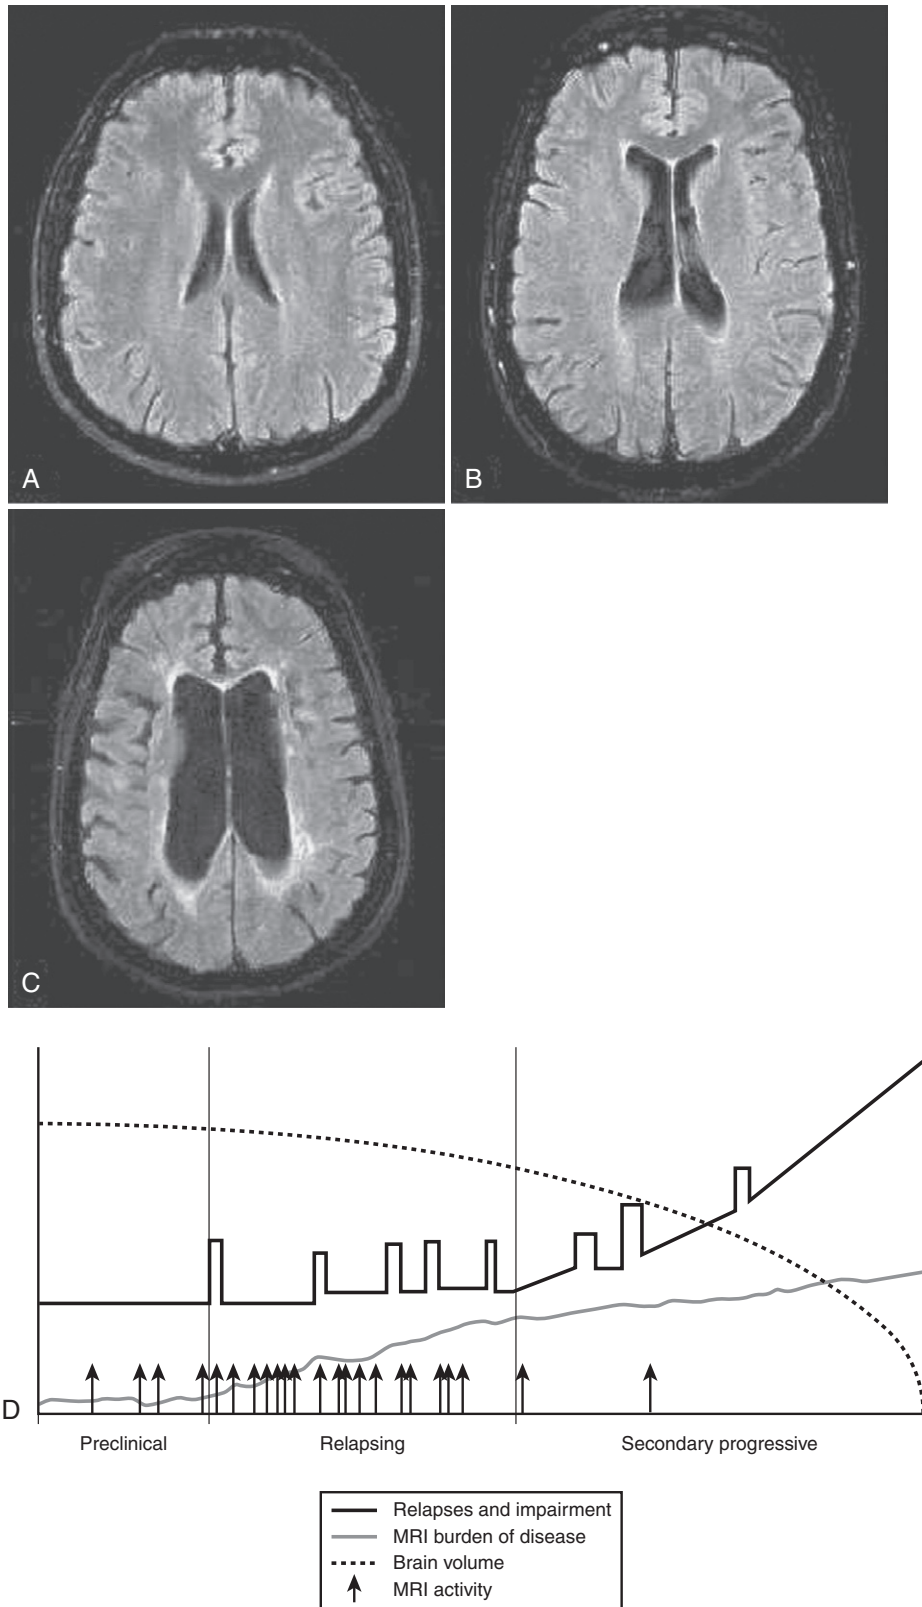 A
B
C
D
Preclinical
Relapsing
Secondary progressive
Relapses and impairment
MRI burden of disease
Brain volume
MRI activity